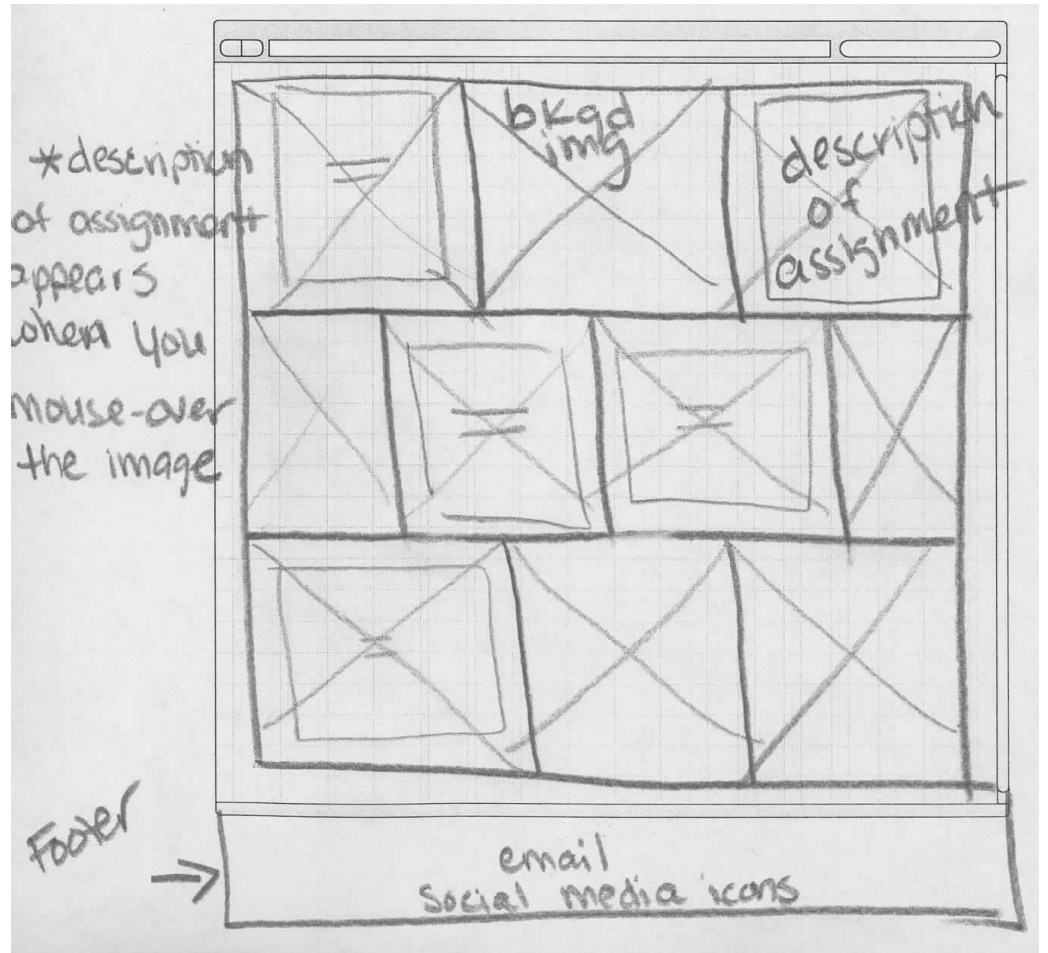 bkgd
img
description
of
assignment
*description
of assignment
appears
when you
mouse-over
the image
Footer
email
social media icons